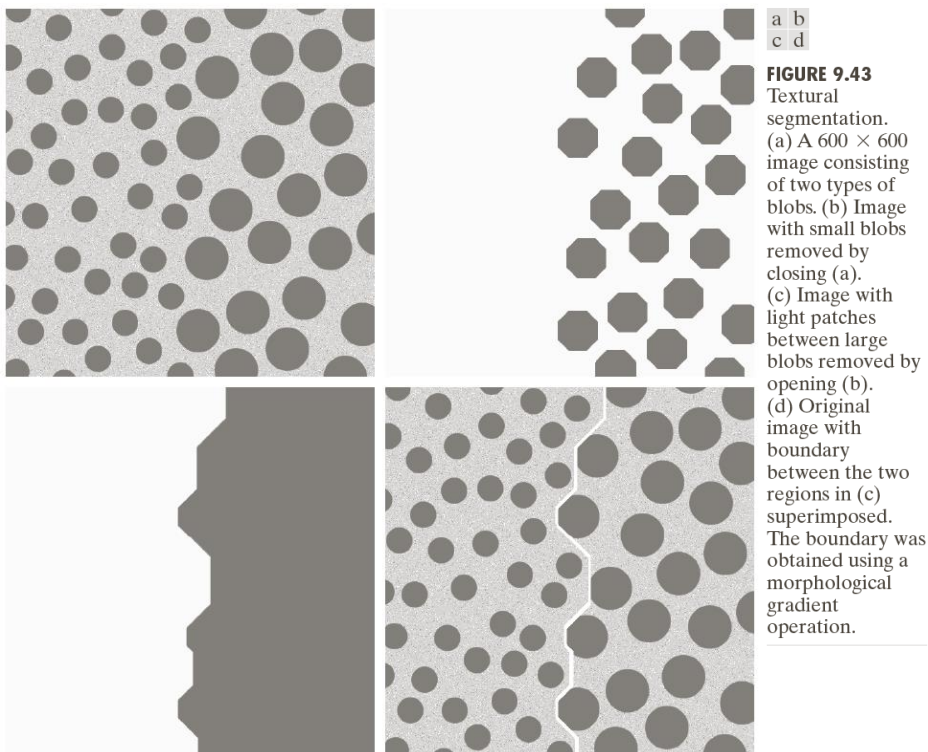 a b
c d
FIGURE 9.43
Textural
segmentation.
(a) A 600 × 600
image consisting
of two types of
blobs. (b) Image
with small blobs
removed by
closing (a).
(c) Image with
light patches
between large
blobs removed by
opening (b).
(d) Original
image with
boundary
between the two
regions in (c)
superimposed.
The boundary was
obtained using a
morphological
gradient
operation.